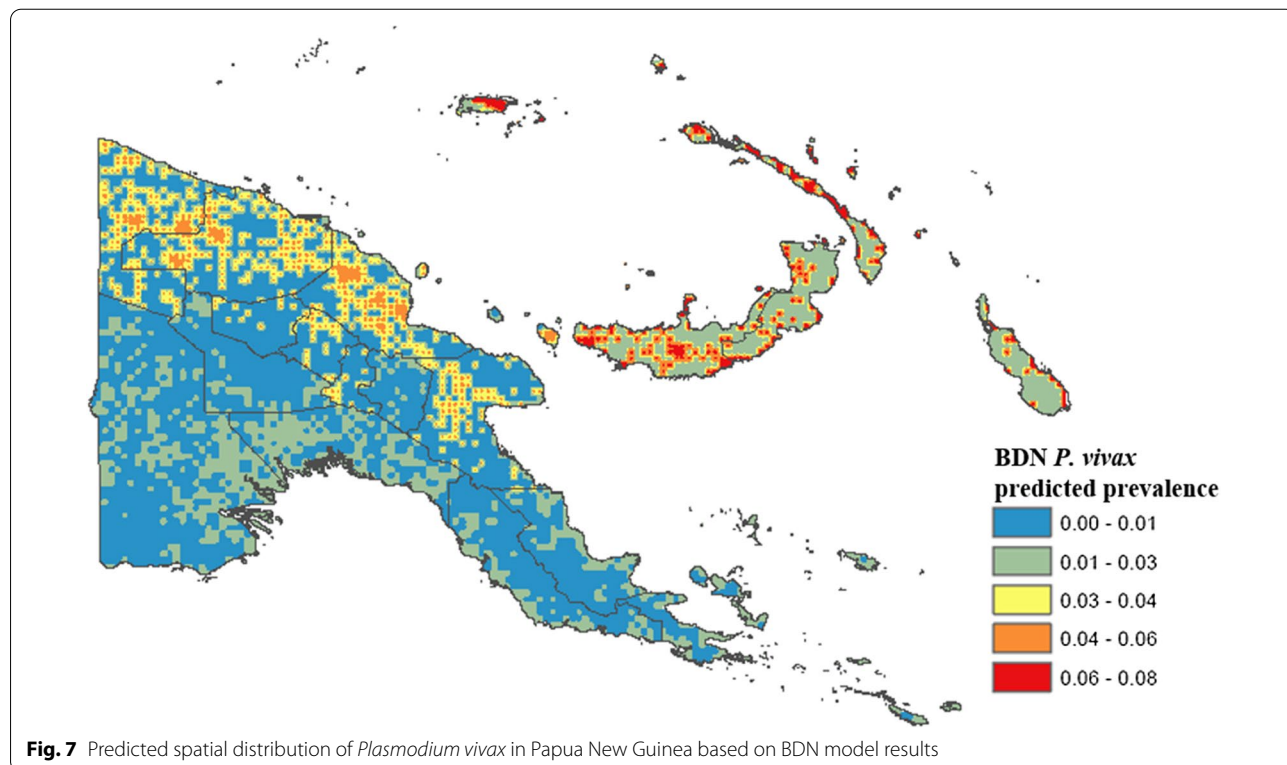 BDN P. vivax
predicted prevalence
0.00 - 0.01
0.01 - 0.03
0.03 - 0.04
0.04 - 0.06
0.06 - 0.08
Fig. 7 Predicted spatial distribution of Plasmodium vivax in Papua New Guinea based on BDN model results